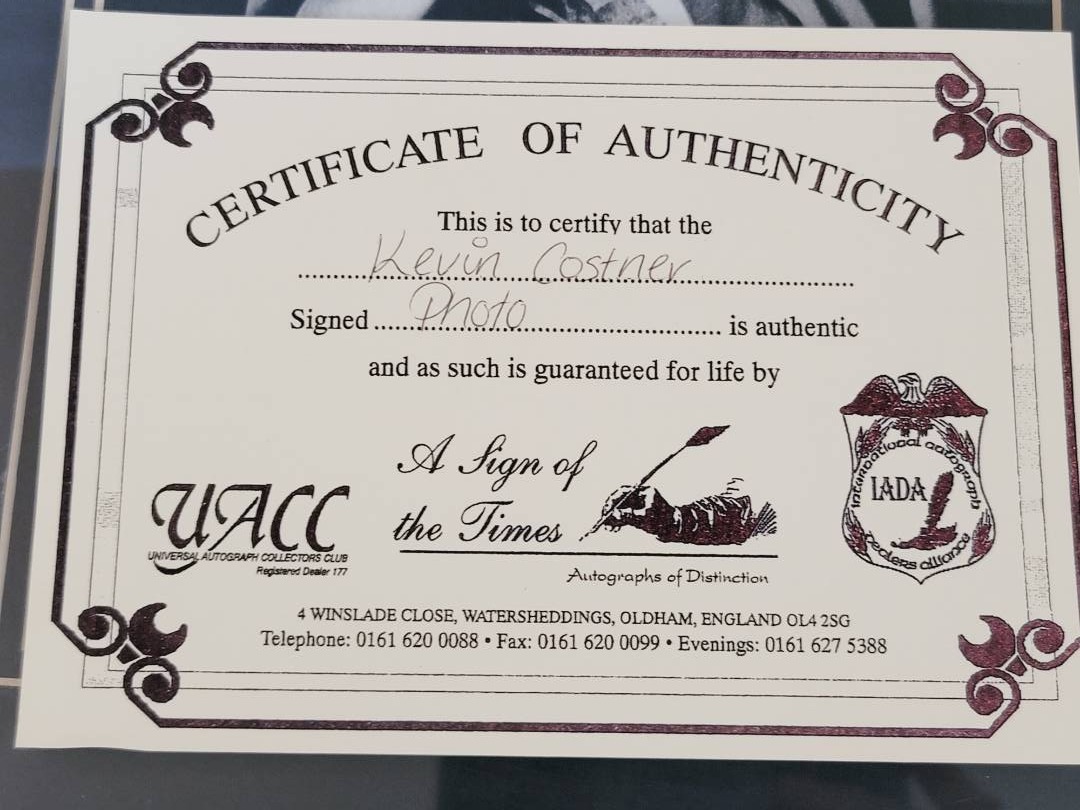 CERTIFICATE OF AUTHENTICITY
This is to certify that the
Kevin Costner
Signed Photo is authentic
and as such is guaranteed for life by
A Sign of
the Times
Autographs of Distinction
UACC
UNIVERSAL AUTOGRAPH COLLECTORS CLUB
Registered Dealer 177
international autograph
IADA
dealers alliance
4 WINSLADE CLOSE, WATERSHEDDINGS, OLDHAM, ENGLAND OL4 2SG
Telephone: 0161 620 0088 • Fax: 0161 620 0099 • Evenings: 0161 627 5388